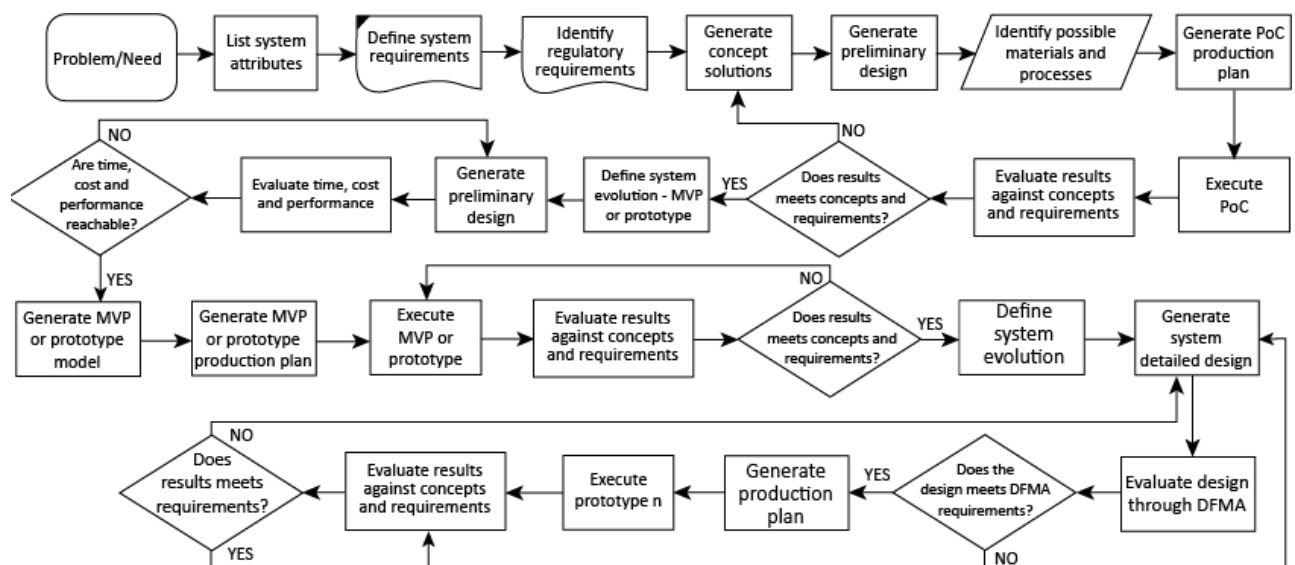 Problem/Need
List system
attributes
Define system
requirements
Identify
regulatory
requirements
Generate
concept
solutions
Generate
preliminary
design
Identify possible
materials and
processes
Generate PoC
production
plan
NO
Are time,
cost and
performance
reachable?
Evaluate time, cost
and performance
Generate
preliminary
design
Define system
evolution - MVP
or prototype
YES
NO
Does results
meets concepts and
requirements?
Evaluate results
against concepts
and requirements
Execute
PoC
YES
Generate MVP
or prototype
model
Generate MVP
or prototype
production plan
Execute
MVP or
prototype
Evaluate results
against concepts
and requirements
NO
Does results
meets concepts and
requirements?
YES
Define
system
evolution
Generate
system
detailed design
NO
Does
results meets
requirements?
YES
Evaluate results
against concepts
and requirements
Execute
prototype n
Generate
production
plan
YES
Does the
design meets DFMA
requirements?
NO
Evaluate design
through DFMA